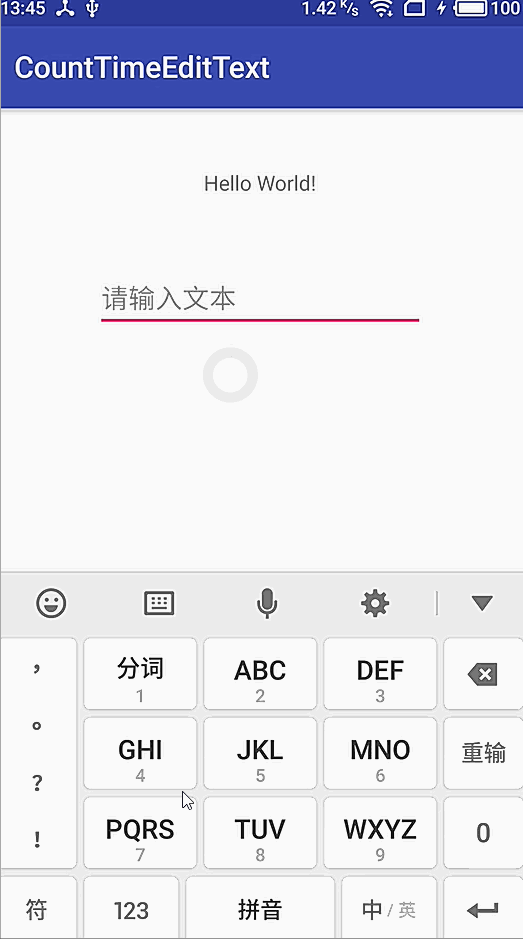 13:45 1.42 K/s 100
CountTimeEditText
Hello World!
请输入文本
, 分词 ABC DEF
1 2 3
。 GHI JKL MNO 重输
4 5 6
? PQRS TUV WXYZ 0
7 8 9
!
符 123 拼音 中/英